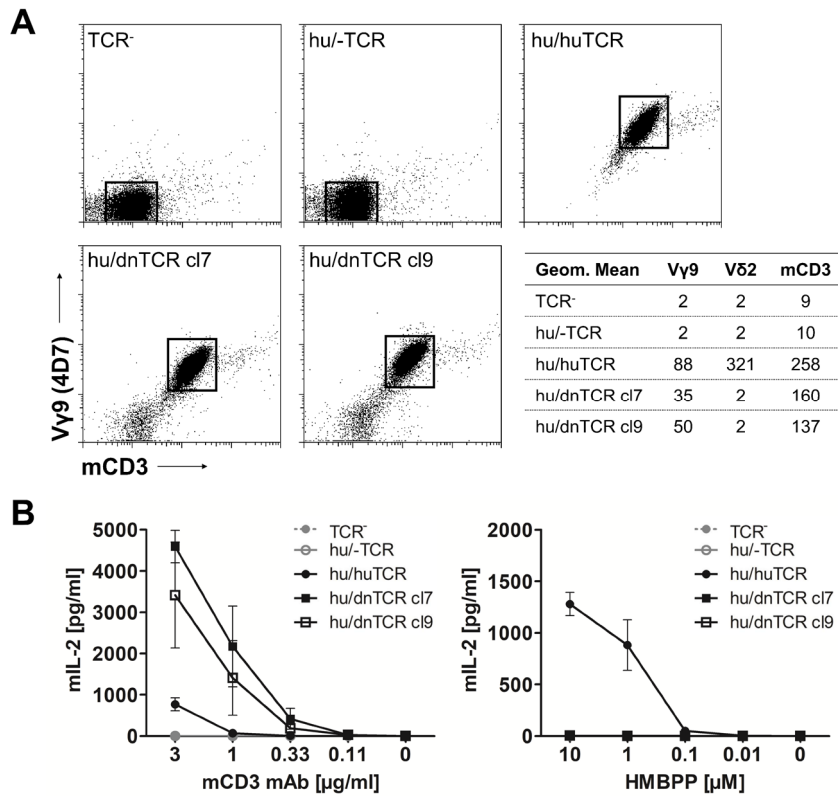 A
TCR-
hu/-TCR
hu/huTCR
hu/dnTCR cl7
hu/dnTCR cl9
Vγ9 (4D7)
mCD3
Geom. Mean Vγ9 Vδ2 mCD3
TCR- 2 2 9
hu/-TCR 2 2 10
hu/huTCR 88 321 258
hu/dnTCR cl7 35 2 160
hu/dnTCR cl9 50 2 137
B
mIL-2 [pg/ml]
5000
4000
3000
2000
1000
0
TCR-
hu/-TCR
hu/huTCR
hu/dnTCR cl7
hu/dnTCR cl9
3 1 0.33 0.11 0
mCD3 mAb [µg/ml]
mIL-2 [pg/ml]
2000
1500
1000
500
0
TCR-
hu/-TCR
hu/huTCR
hu/dnTCR cl7
hu/dnTCR cl9
10 1 0.1 0.01 0
HMBPP [µM]